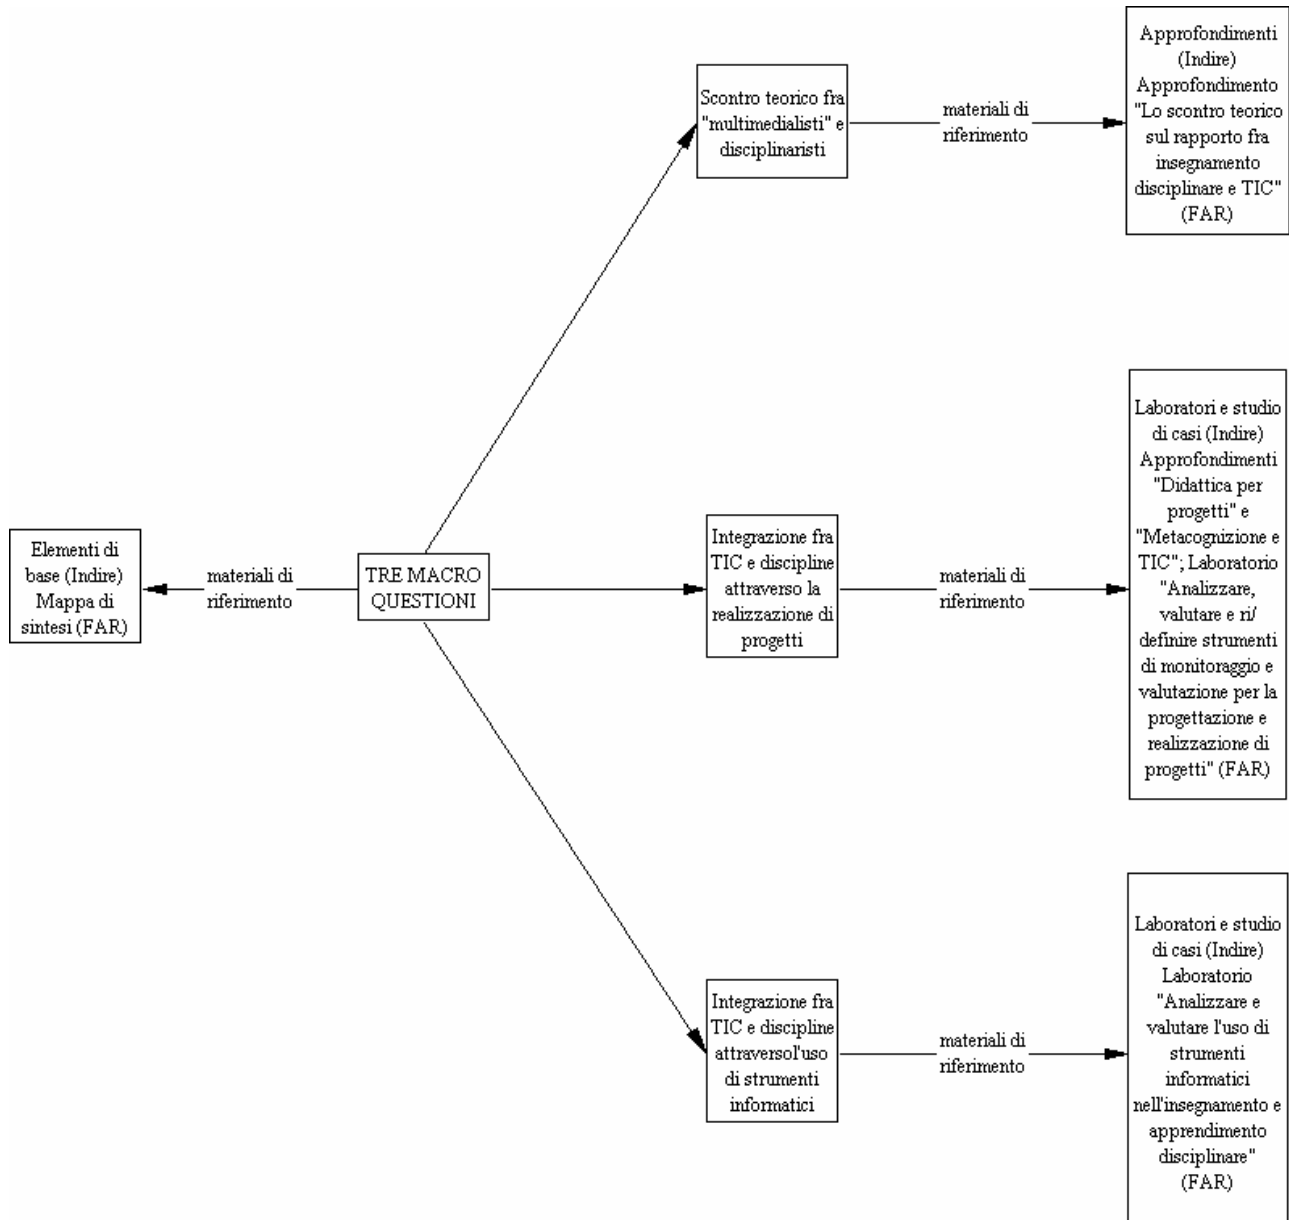 Approfondimenti
(Indire)
Approfondimento
"Lo scontro teorico
sul rapporto fra
insegnamento
disciplinare e TIC"
(FAR)
Scontro teorico fra
"multimedialisti" e
disciplinaristi
materiali di
riferimento
Laboratori e studio
di casi (Indire)
Approfondimenti
"Didattica per
progetti" e
"Metacognizione e
TIC"; Laboratorio
"Analizzare,
valutare e ri/
definire strumenti
di monitoraggio e
valutazione per la
progettazione e
realizzazione di
progetti" (FAR)
Elementi di
base (Indire)
Mappa di
sintesi (FAR)
materiali di
riferimento
TRE MACRO
QUESTIONI
Integrazione fra
TIC e discipline
attraverso la
realizzazione di
progetti
materiali di
riferimento
Integrazione fra
TIC e discipline
attraversol'uso
di strumenti
informatici
materiali di
riferimento
Laboratori e studio
di casi (Indire)
Laboratorio
"Analizzare e
valutare l'uso di
strumenti
informatici
nell'insegnamento e
apprendimento
disciplinare"
(FAR)